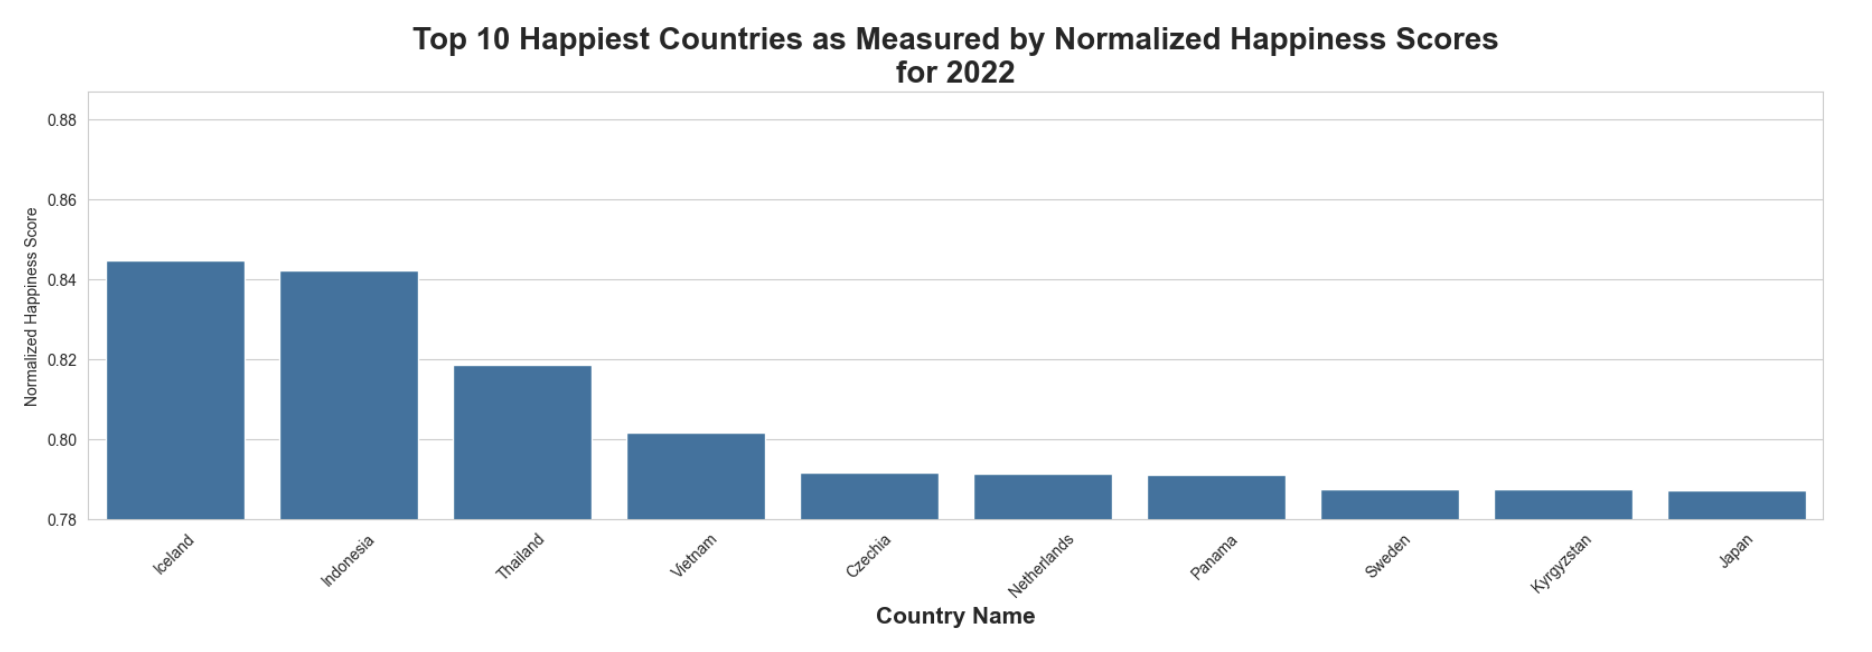 Top 10 Happiest Countries as Measured by Normalized Happiness Scores
for 2022
Normalized Happiness Score
0.88
0.86
0.84
0.82
0.80
0.78
Iceland
Indonesia
Thailand
Vietnam
Czechia
Netherlands
Panama
Sweden
Kyrgyzstan
Japan
Country Name